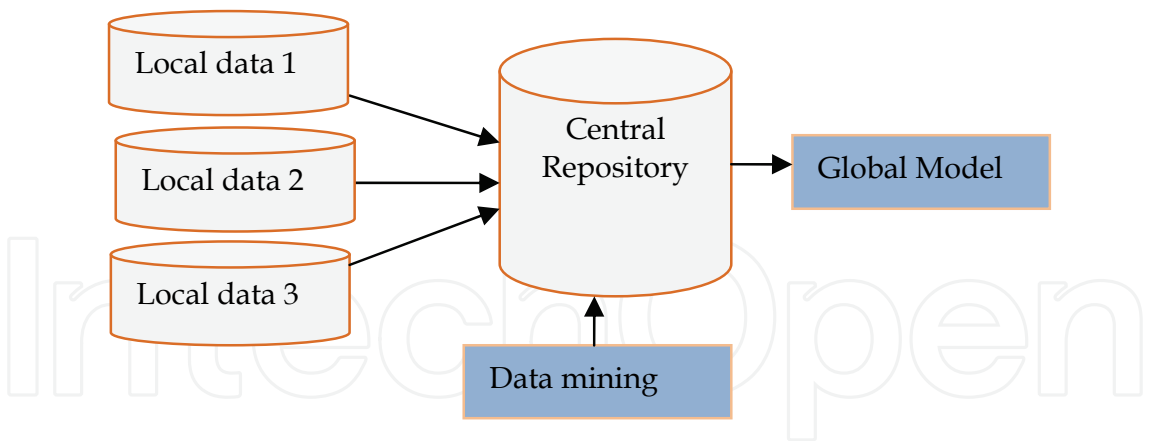 Local data 1
Central
Repository
Local data 2
Global Model
Local data 3
Data mining
IntechOpen